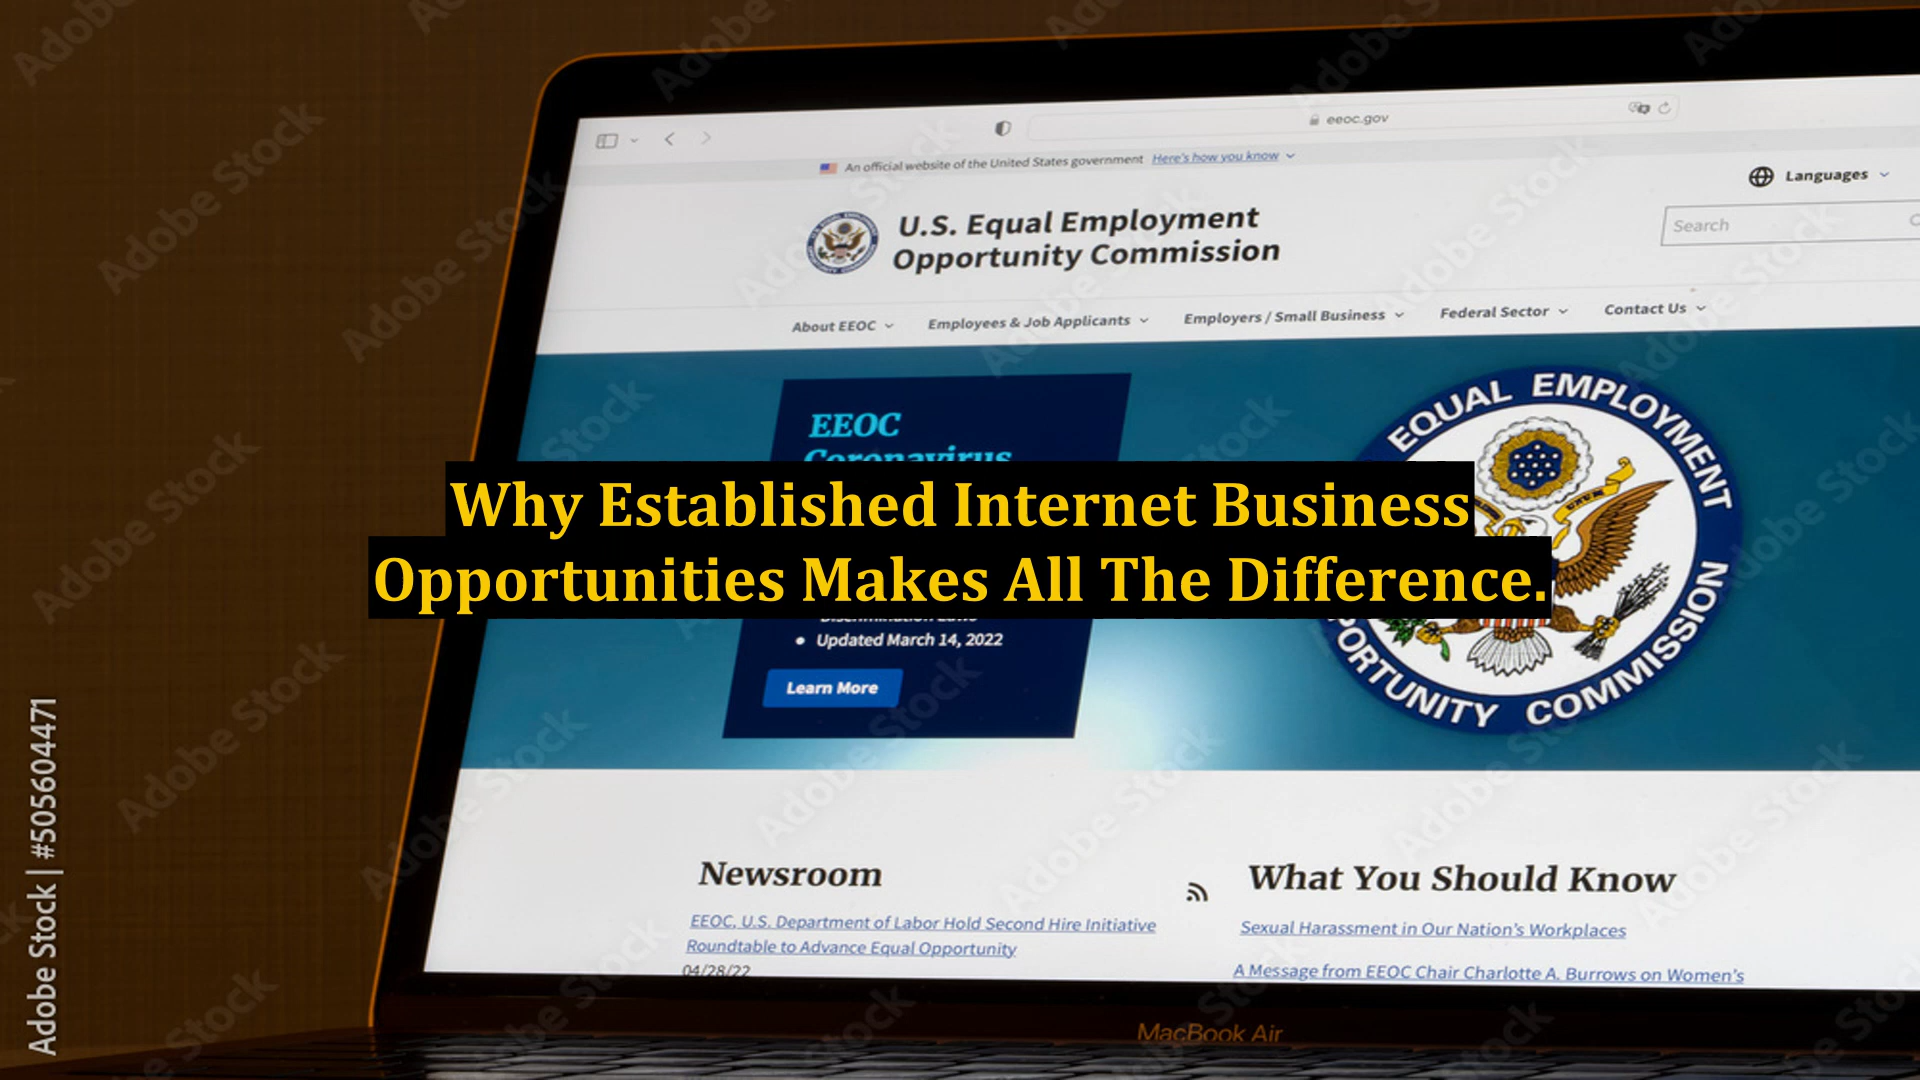 eeoc.gov
An official website of the United States government Here's how you know
Languages
U.S. Equal Employment
Opportunity Commission
Search
About EEOC
Employees & Job Applicants
Employers / Small Business
Federal Sector
Contact Us
EEOC
Coronavirus
Why Established Internet Business
Opportunities Makes All The Difference.
Updated March 14, 2022
Learn More
EQUAL EMPLOYMENT
OPPORTUNITY COMMISSION
Newsroom
EEOC, U.S. Department of Labor Hold Second Hire Initiative
Roundtable to Advance Equal Opportunity
04/28/22
What You Should Know
Sexual Harassment in Our Nation's Workplaces
A Message from EEOC Chair Charlotte A. Burrows on Women's
MacBook Air
Adobe Stock | #505604471
Adobe Stock